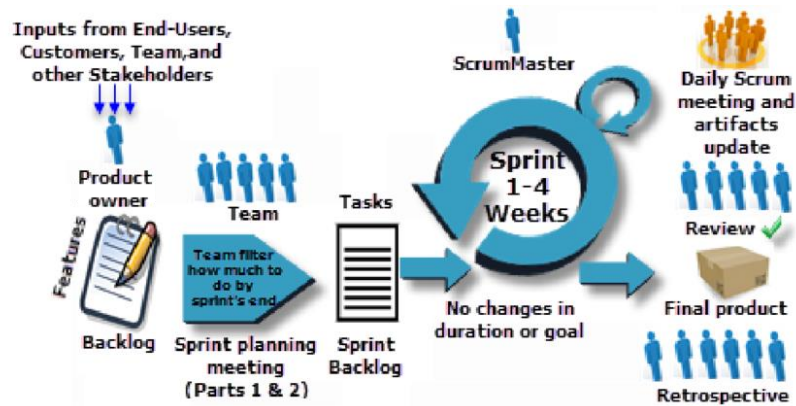 Inputs from End-Users,
Customers, Team,and
other Stakeholders
Product
owner
Features
Backlog
Team
Team filter
how much to
do by
sprint's end
Sprint planning
meeting
(Parts 1 & 2)
Tasks
Sprint
Backlog
ScrumMaster
Sprint
1-4
Weeks
No changes in
duration or goal
Daily Scrum
meeting and
artifacts
update
Review
Final product
Retrospective